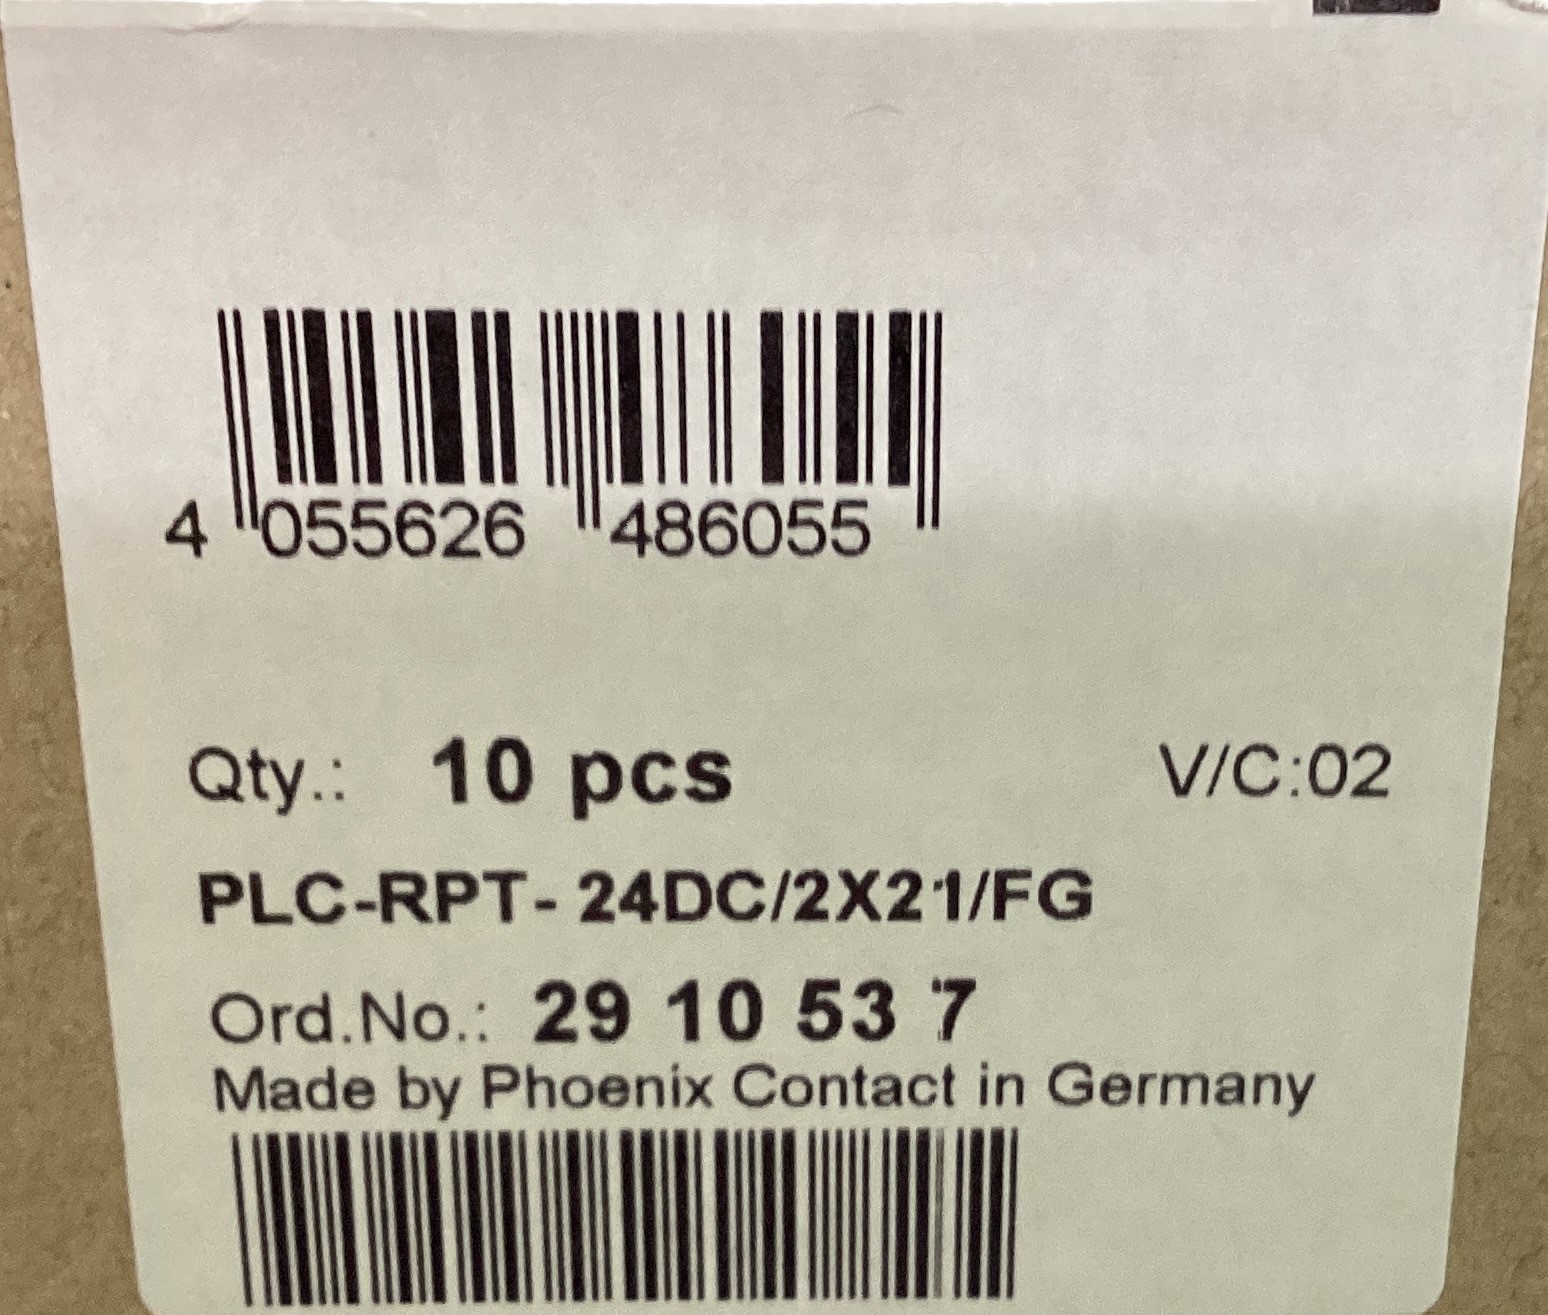 4 055626 486055
Qty.: 10 pcs V/C:02
PLC-RPT- 24DC/2X21/FG
Ord.No.: 29 10 53 7
Made by Phoenix Contact in Germany